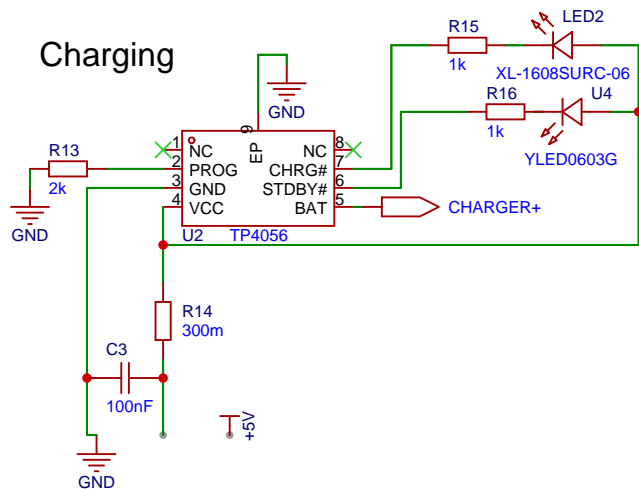 Charging
R15
1k
LED2
XL-1608SURC-06
R16
1k
U4
YLED0603G
GND
9
EP
R13
2k
GND
1
NC
2
PROG
3
GND
4
VCC
8
NC
7
CHRG#
6
STDBY#
5
BAT
CHARGER+
U2
TP4056
R14
300m
C3
100nF
+5V
GND